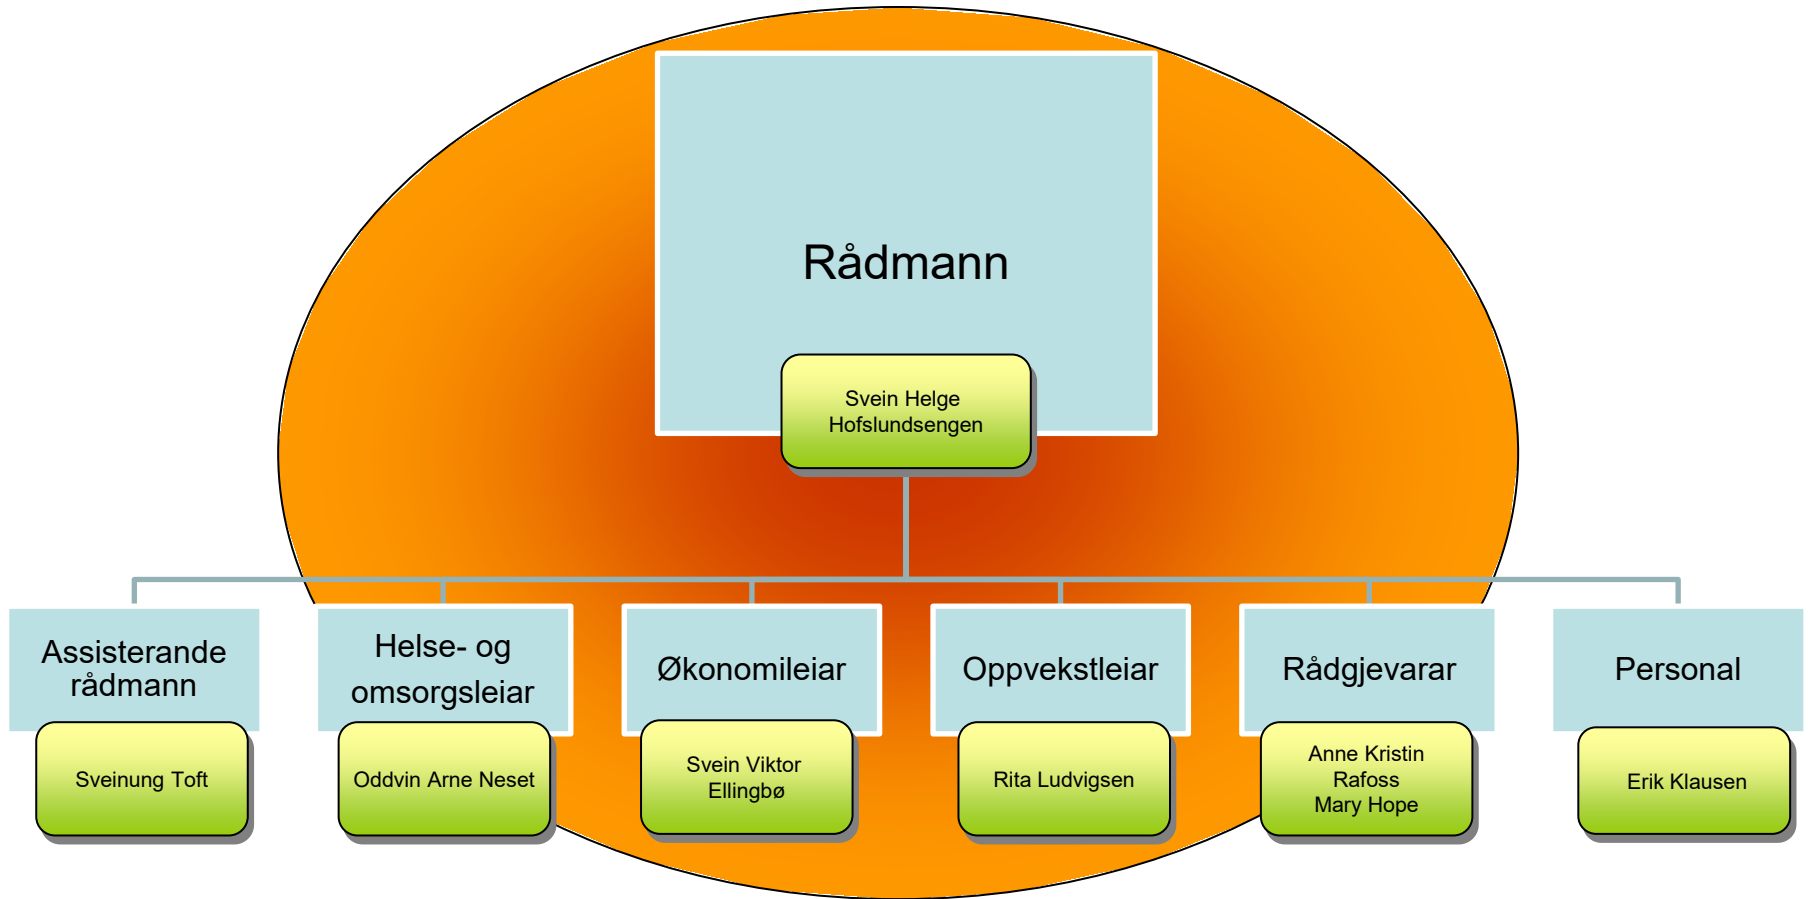 Rådmann
Svein Helge
Hofslundsengen
Assisterande
rådmann
Sveinung Toft
Helse- og
omsorgsleiar
Oddvin Arne Neset
Økonomileiar
Svein Viktor
Ellingbø
Oppvekstleiar
Rita Ludvigsen
Rådgjevarar
Anne Kristin
Rafoss
Mary Hope
Personal
Erik Klausen